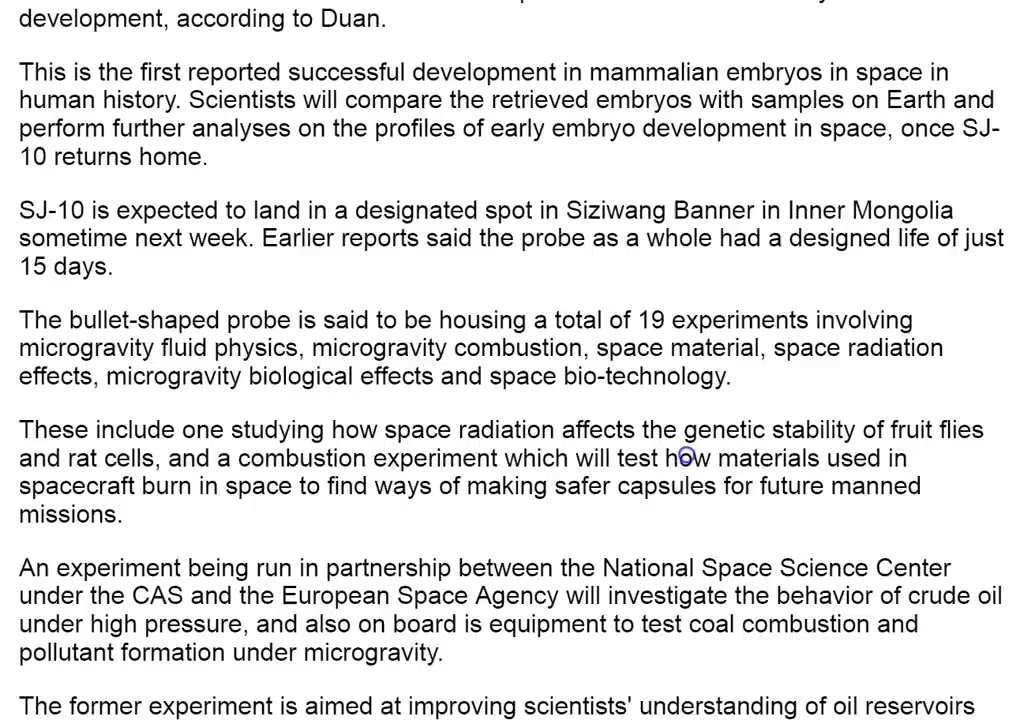 development, according to Duan.
This is the first reported successful development in mammalian embryos in space in
human history. Scientists will compare the retrieved embryos with samples on Earth and
perform further analyses on the profiles of early embryo development in space, once SJ-
10 returns home.
SJ-10 is expected to land in a designated spot in Siziwang Banner in Inner Mongolia
sometime next week. Earlier reports said the probe as a whole had a designed life of just
15 days.
The bullet-shaped probe is said to be housing a total of 19 experiments involving
microgravity fluid physics, microgravity combustion, space material, space radiation
effects, microgravity biological effects and space bio-technology.
These include one studying how space radiation affects the genetic stability of fruit flies
and rat cells, and a combustion experiment which will test how materials used in
spacecraft burn in space to find ways of making safer capsules for future manned
missions.
An experiment being run in partnership between the National Space Science Center
under the CAS and the European Space Agency will investigate the behavior of crude oil
under high pressure, and also on board is equipment to test coal combustion and
pollutant formation under microgravity.
The former experiment is aimed at improving scientists' understanding of oil reservoirs